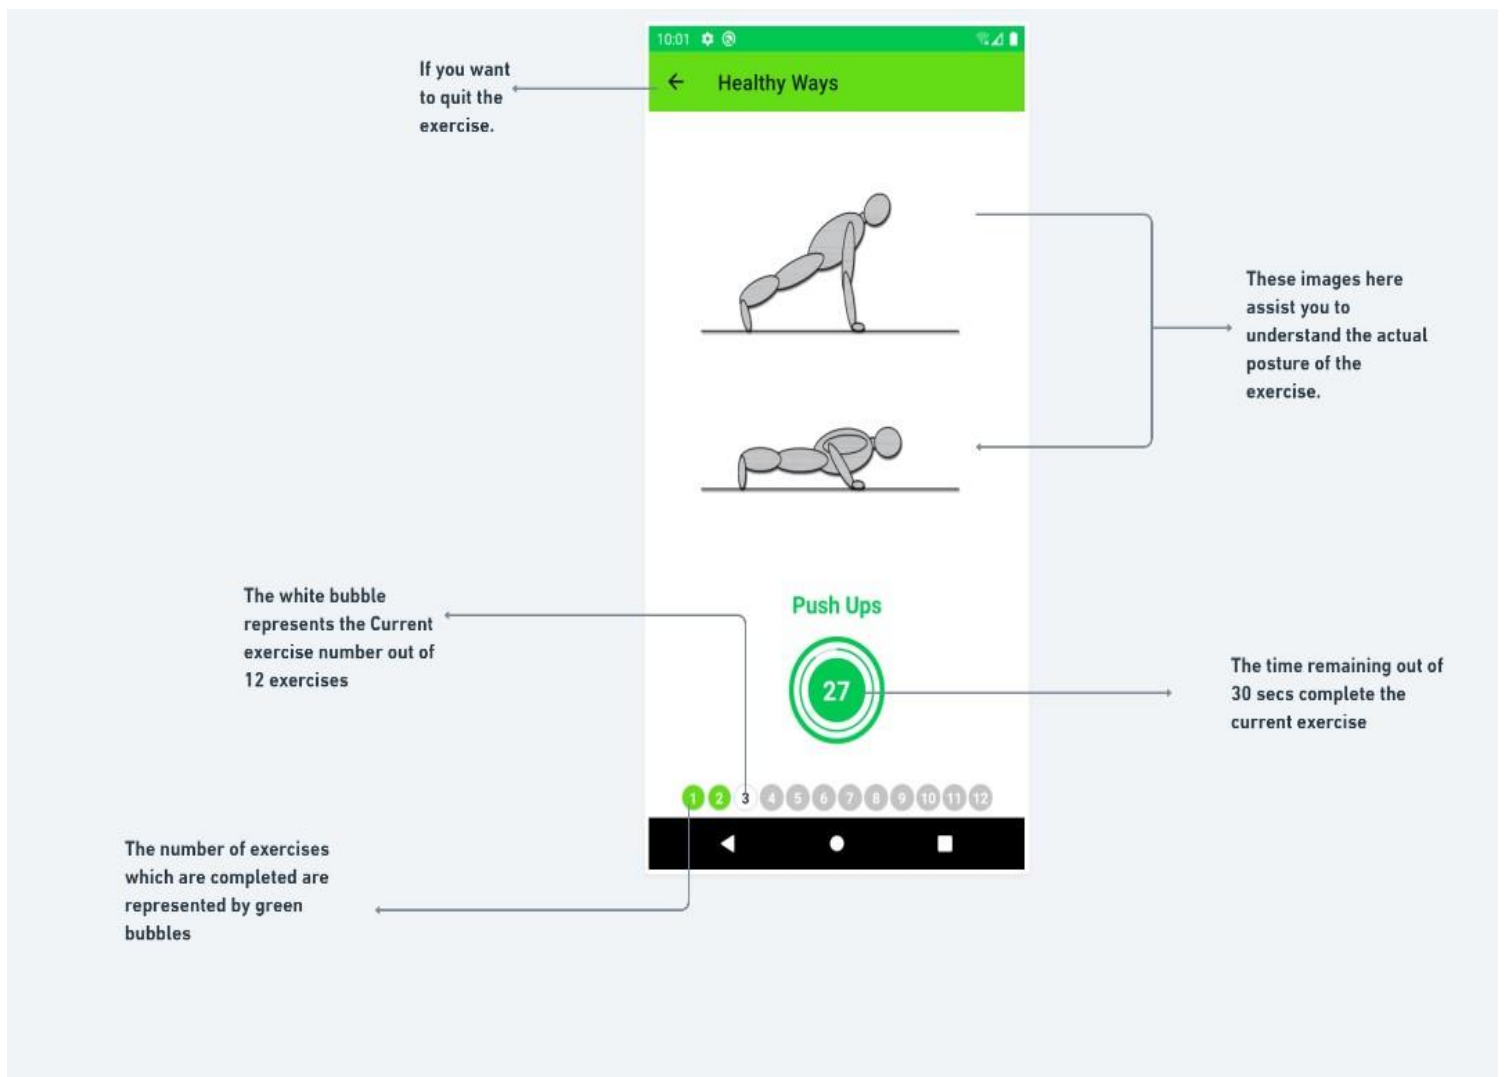 10:01
Healthy Ways
If you want
to quit the
exercise.
These images here
assist you to
understand the actual
posture of the
exercise.
The white bubble
represents the Current
exercise number out of
12 exercises
Push Ups
27
The time remaining out of
30 secs complete the
current exercise
1 2 3 4 5 6 7 8 9 10 11 12
The number of exercises
which are completed are
represented by green
bubbles